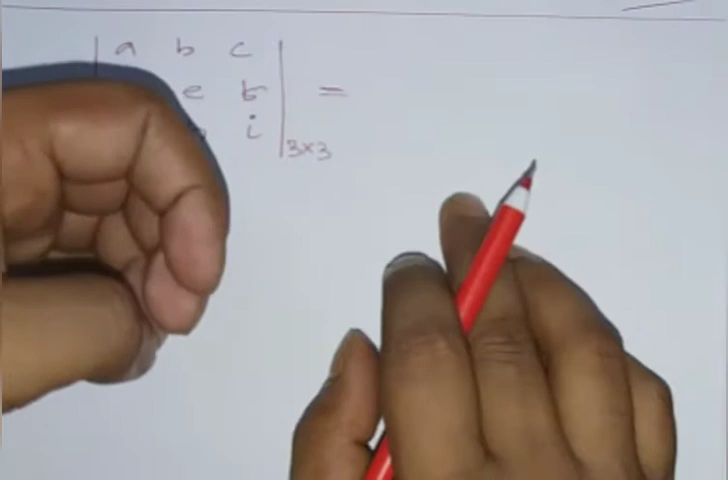 | a b c |
e f | =
i | 3×3